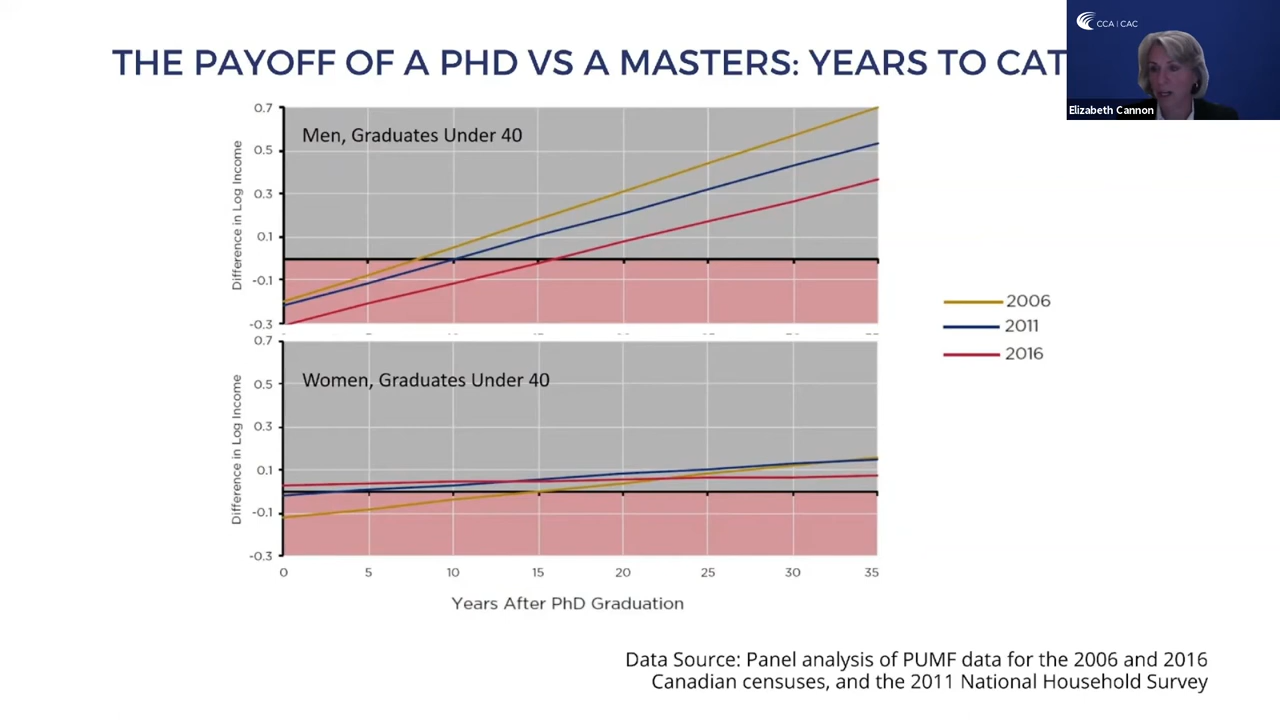 THE PAYOFF OF A PHD VS A MASTERS: YEARS TO CAT
CCA | CAC
Elizabeth Cannon
Men, Graduates Under 40
Difference in Log Income
0.7
0.5
0.3
0.1
-0.1
-0.3
2006
2011
2016
Women, Graduates Under 40
Difference in Log Income
0.7
0.5
0.3
0.1
-0.1
-0.3
0 5 10 15 20 25 30 35
Years After PhD Graduation
Data Source: Panel analysis of PUMF data for the 2006 and 2016
Canadian censuses, and the 2011 National Household Survey